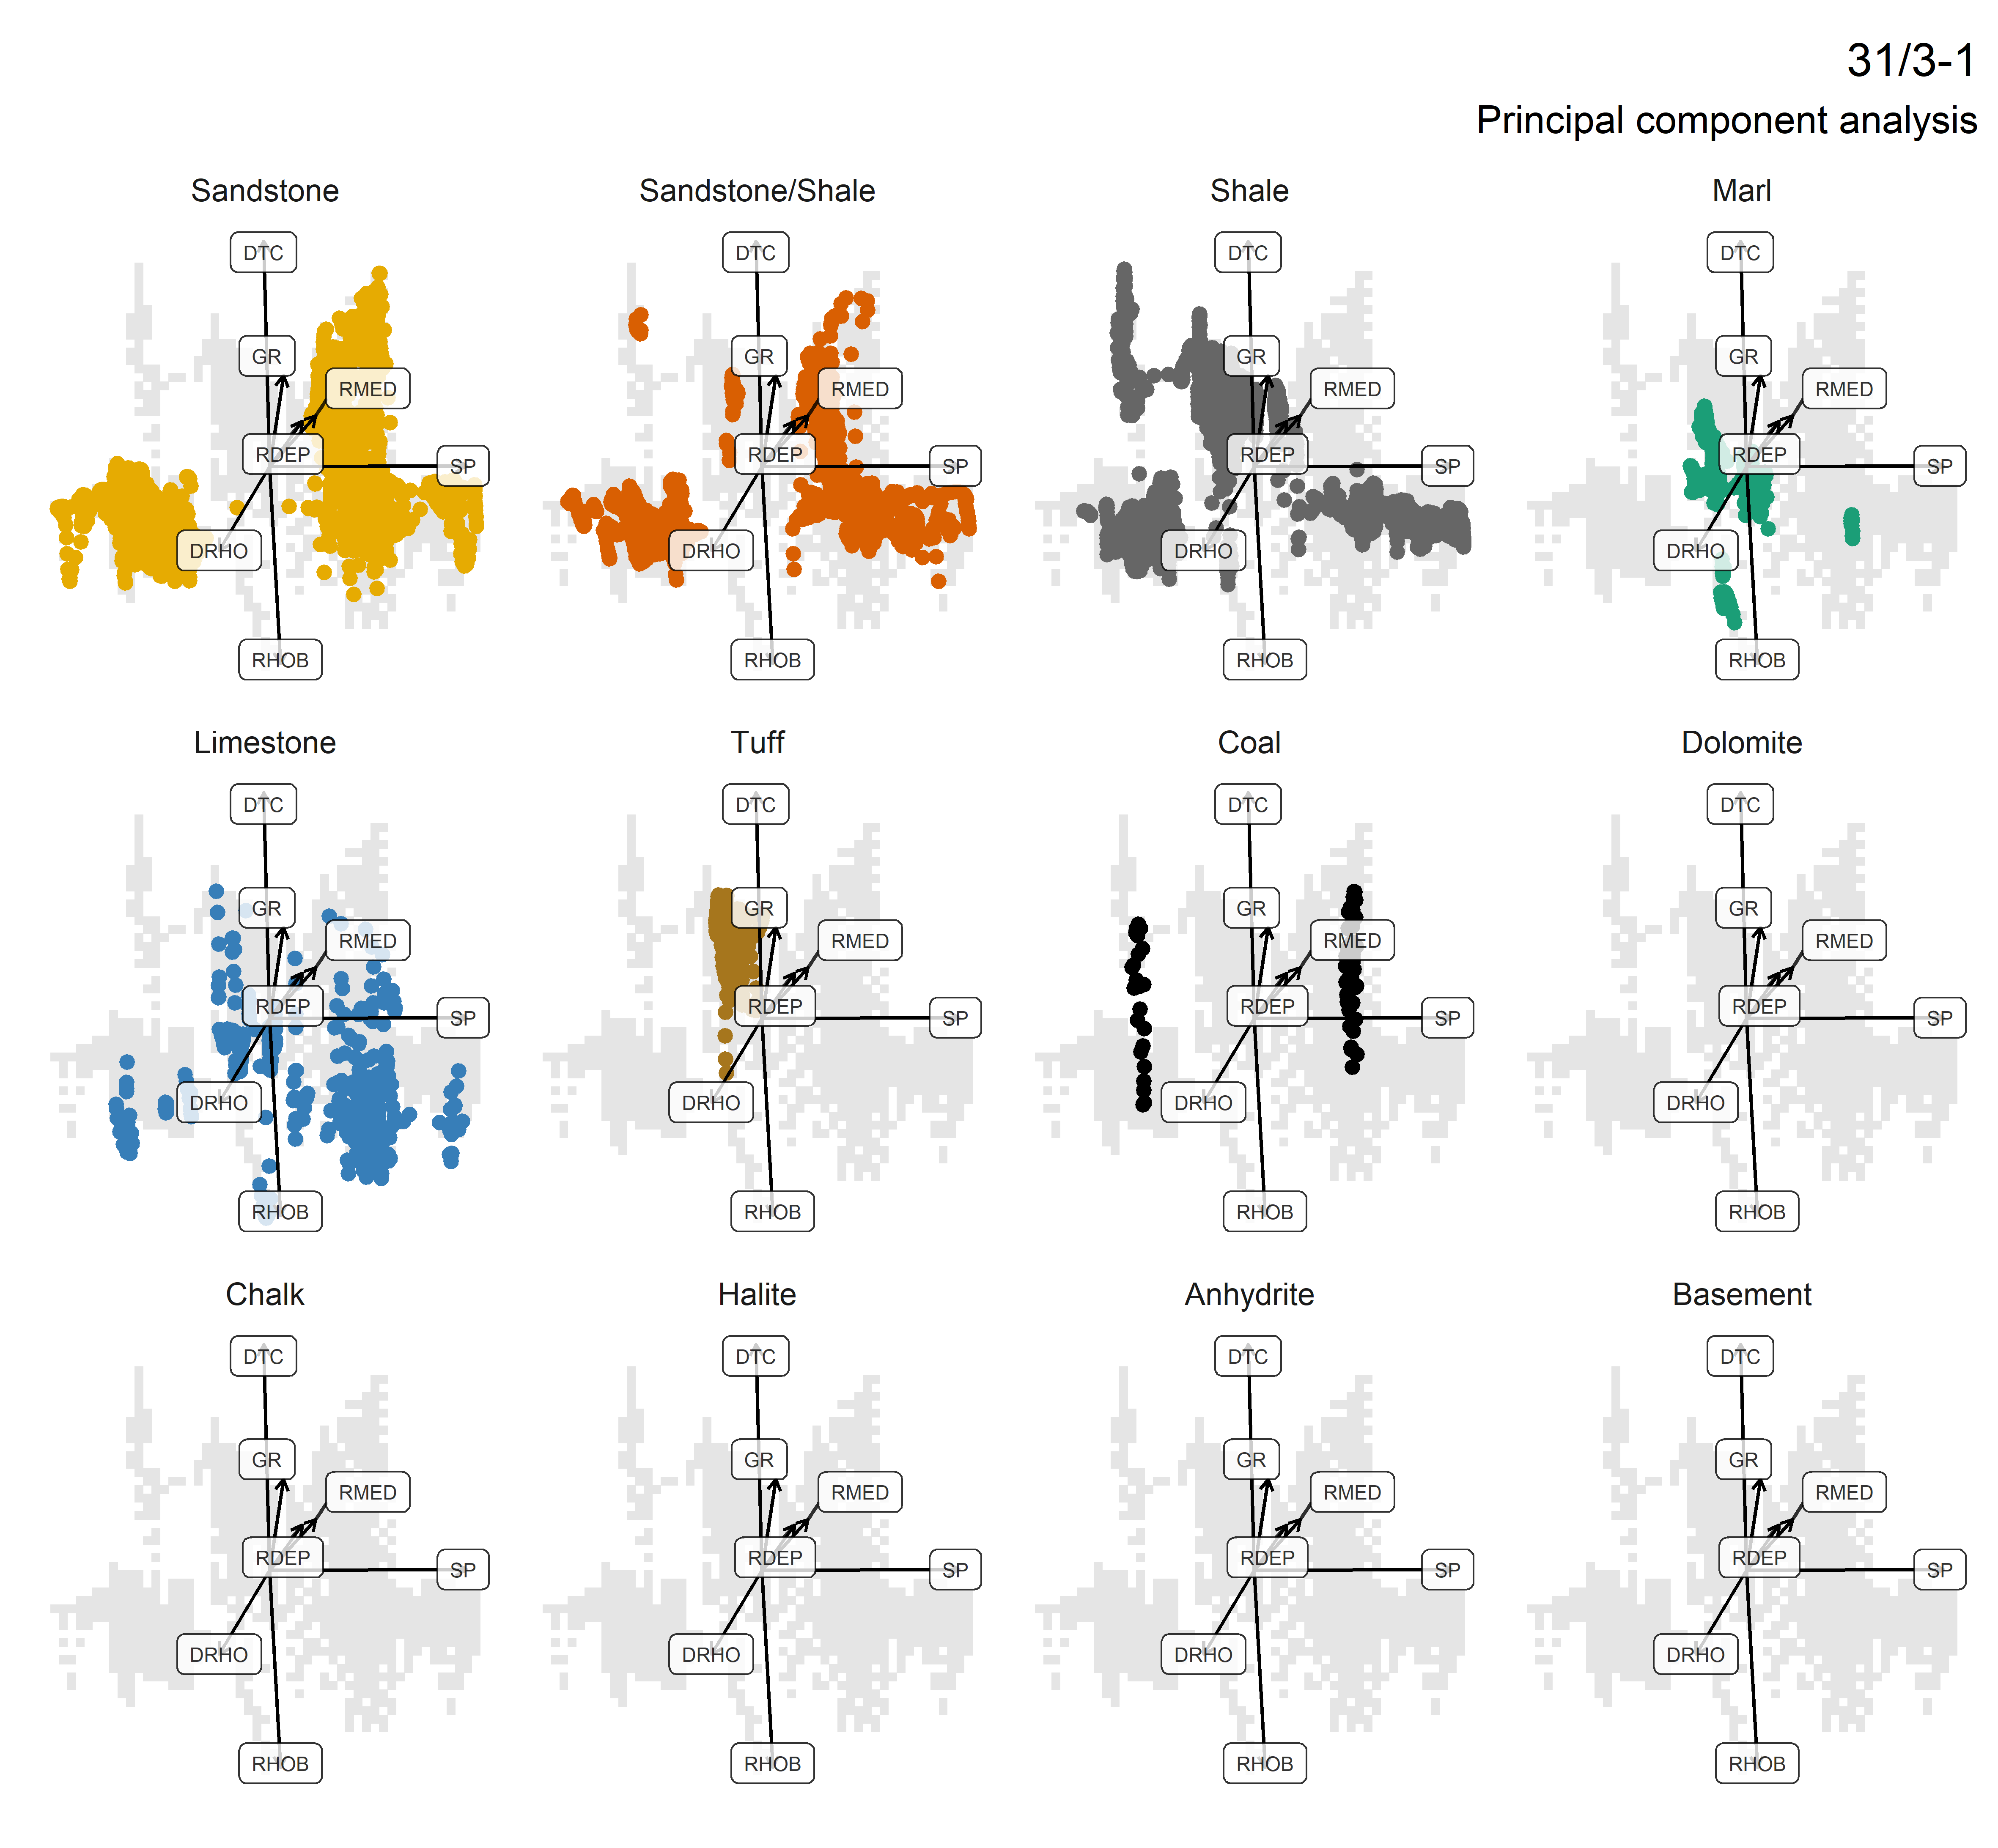 31/3-1
Principal component analysis
Sandstone
Sandstone/Shale
Shale
Marl
DTC
DTC
DTC
DTC
GR
GR
GR
GR
RMED
RMED
RMED
RMED
RDEP
SP
RDEP
SP
RDEP
SP
RDEP
SP
DRHO
DRHO
DRHO
DRHO
RHOB
RHOB
RHOB
RHOB
Limestone
Tuff
Coal
Dolomite
DTC
DTC
DTC
DTC
GR
GR
GR
GR
RMED
RMED
RMED
RMED
RDEP
SP
RDEP
SP
RDEP
SP
RDEP
SP
DRHO
DRHO
DRHO
DRHO
RHOB
RHOB
RHOB
RHOB
Chalk
Halite
Anhydrite
Basement
DTC
DTC
DTC
DTC
GR
GR
GR
GR
RMED
RMED
RMED
RMED
RDEP
SP
RDEP
SP
RDEP
SP
RDEP
SP
DRHO
DRHO
DRHO
DRHO
RHOB
RHOB
RHOB
RHOB